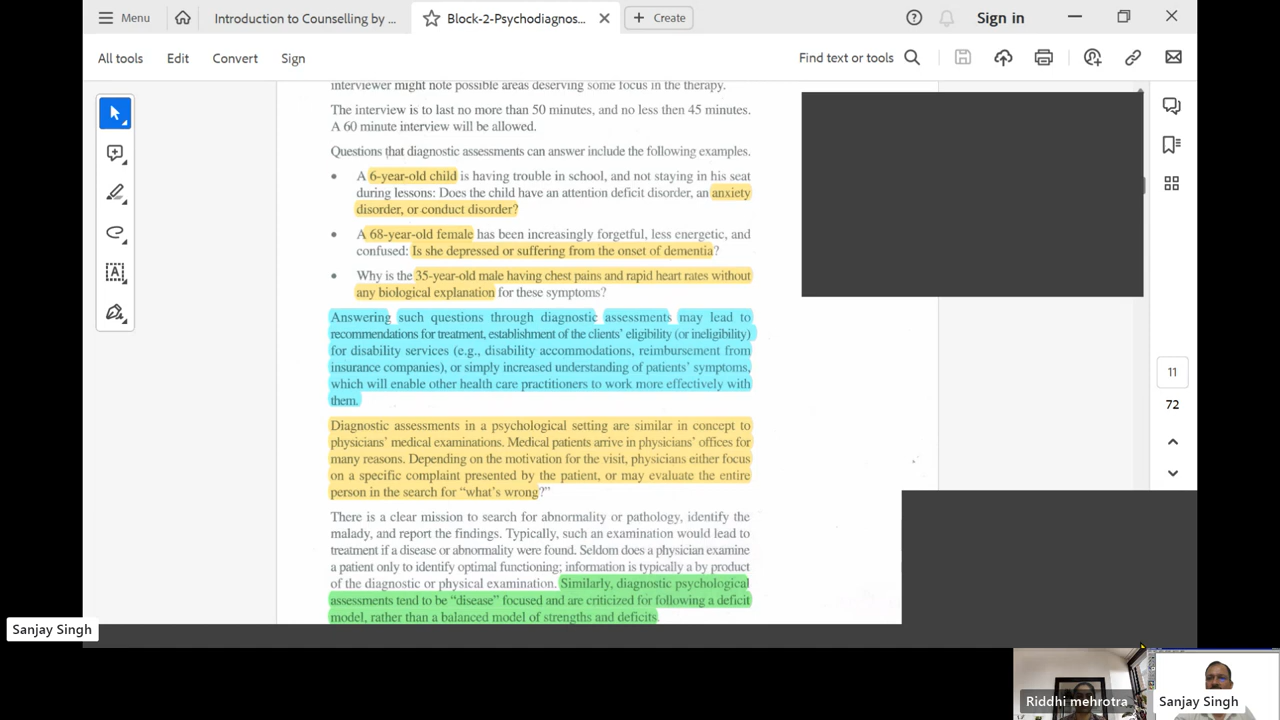 Menu
Introduction to Counselling by ...
Block-2-Psychodiagnos...
Create
Sign in
All tools
Edit
Convert
Sign
Find text or tools
interviewer might note possible areas deserving some focus in the therapy.
The interview is to last no more than 50 minutes, and no less then 45 minutes.
A 60 minute interview will be allowed.
Questions that diagnostic assessments can answer include the following examples.
• A 6-year-old child is having trouble in school, and not staying in his seat
during lessons: Does the child have an attention deficit disorder, an anxiety
disorder, or conduct disorder?
• A 68-year-old female has been increasingly forgetful, less energetic, and
confused: Is she depressed or suffering from the onset of dementia?
• Why is the 35-year-old male having chest pains and rapid heart rates without
any biological explanation for these symptoms?
Answering such questions through diagnostic assessments may lead to
recommendations for treatment, establishment of the clients' eligibility (or ineligibility)
for disability services (e.g., disability accommodations, reimbursement from
insurance companies), or simply increased understanding of patients' symptoms,
which will enable other health care practitioners to work more effectively with
them.
Diagnostic assessments in a psychological setting are similar in concept to
physicians' medical examinations. Medical patients arrive in physicians' offices for
many reasons. Depending on the motivation for the visit, physicians either focus
on a specific complaint presented by the patient, or may evaluate the entire
person in the search for "what's wrong?"
There is a clear mission to search for abnormality or pathology, identify the
malady, and report the findings. Typically, such an examination would lead to
treatment if a disease or abnormality were found. Seldom does a physician examine
a patient only to identify optimal functioning; information is typically a by product
of the diagnostic or physical examination. Similarly, diagnostic psychological
assessments tend to be "disease" focused and are criticized for following a deficit
model, rather than a balanced model of strengths and deficits.
11
72
Sanjay Singh
Riddhi mehrotra
Sanjay Singh